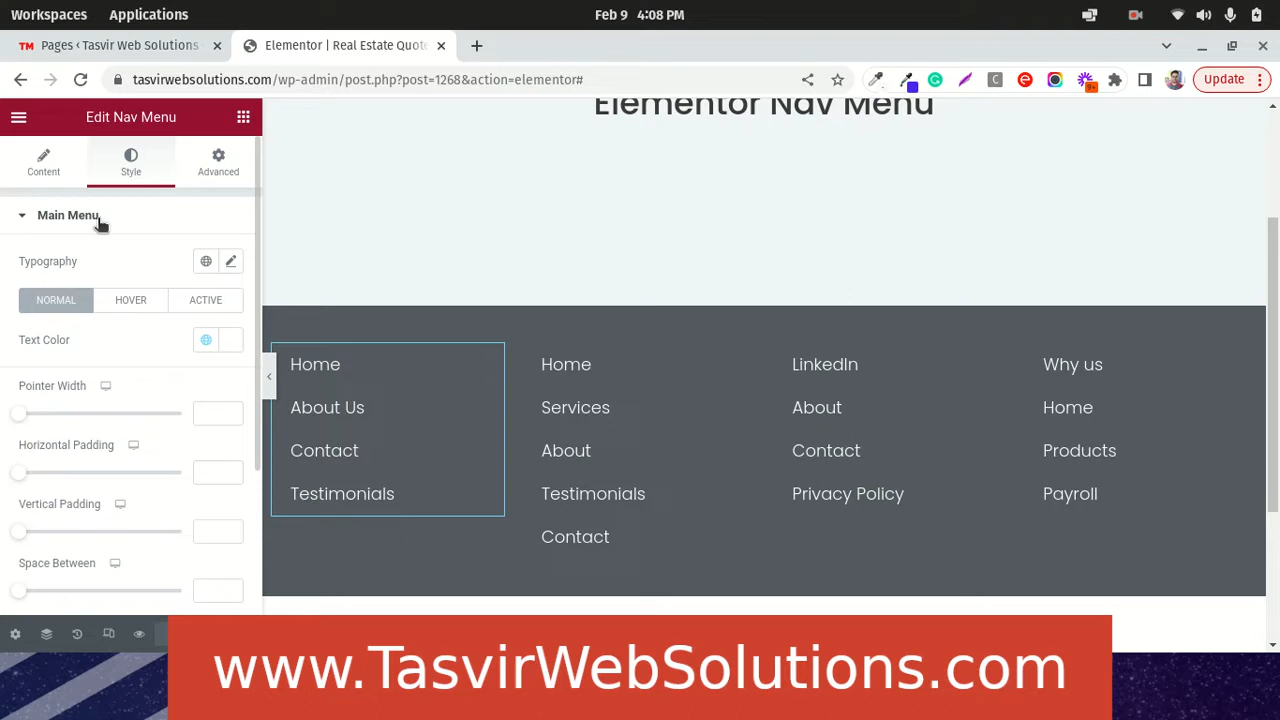 Workspaces Applications Feb 9 4:08 PM
TM Pages ‹ Tasvir Web Solutions Elementor | Real Estate Quote
tasvirwebsolutions.com/wp-admin/post.php?post=1268&action=elementor# 9+ Update
Edit Nav Menu
Elementor Nav Menu
Content Style Advanced
Main Menu
Typography
NORMAL HOVER ACTIVE
Text Color
Pointer Width
Horizontal Padding
Vertical Padding
Space Between
Home
About Us
Contact
Testimonials
Home
Services
About
Testimonials
Contact
LinkedIn
About
Contact
Privacy Policy
Why us
Home
Products
Payroll
www.TasvirWebSolutions.com